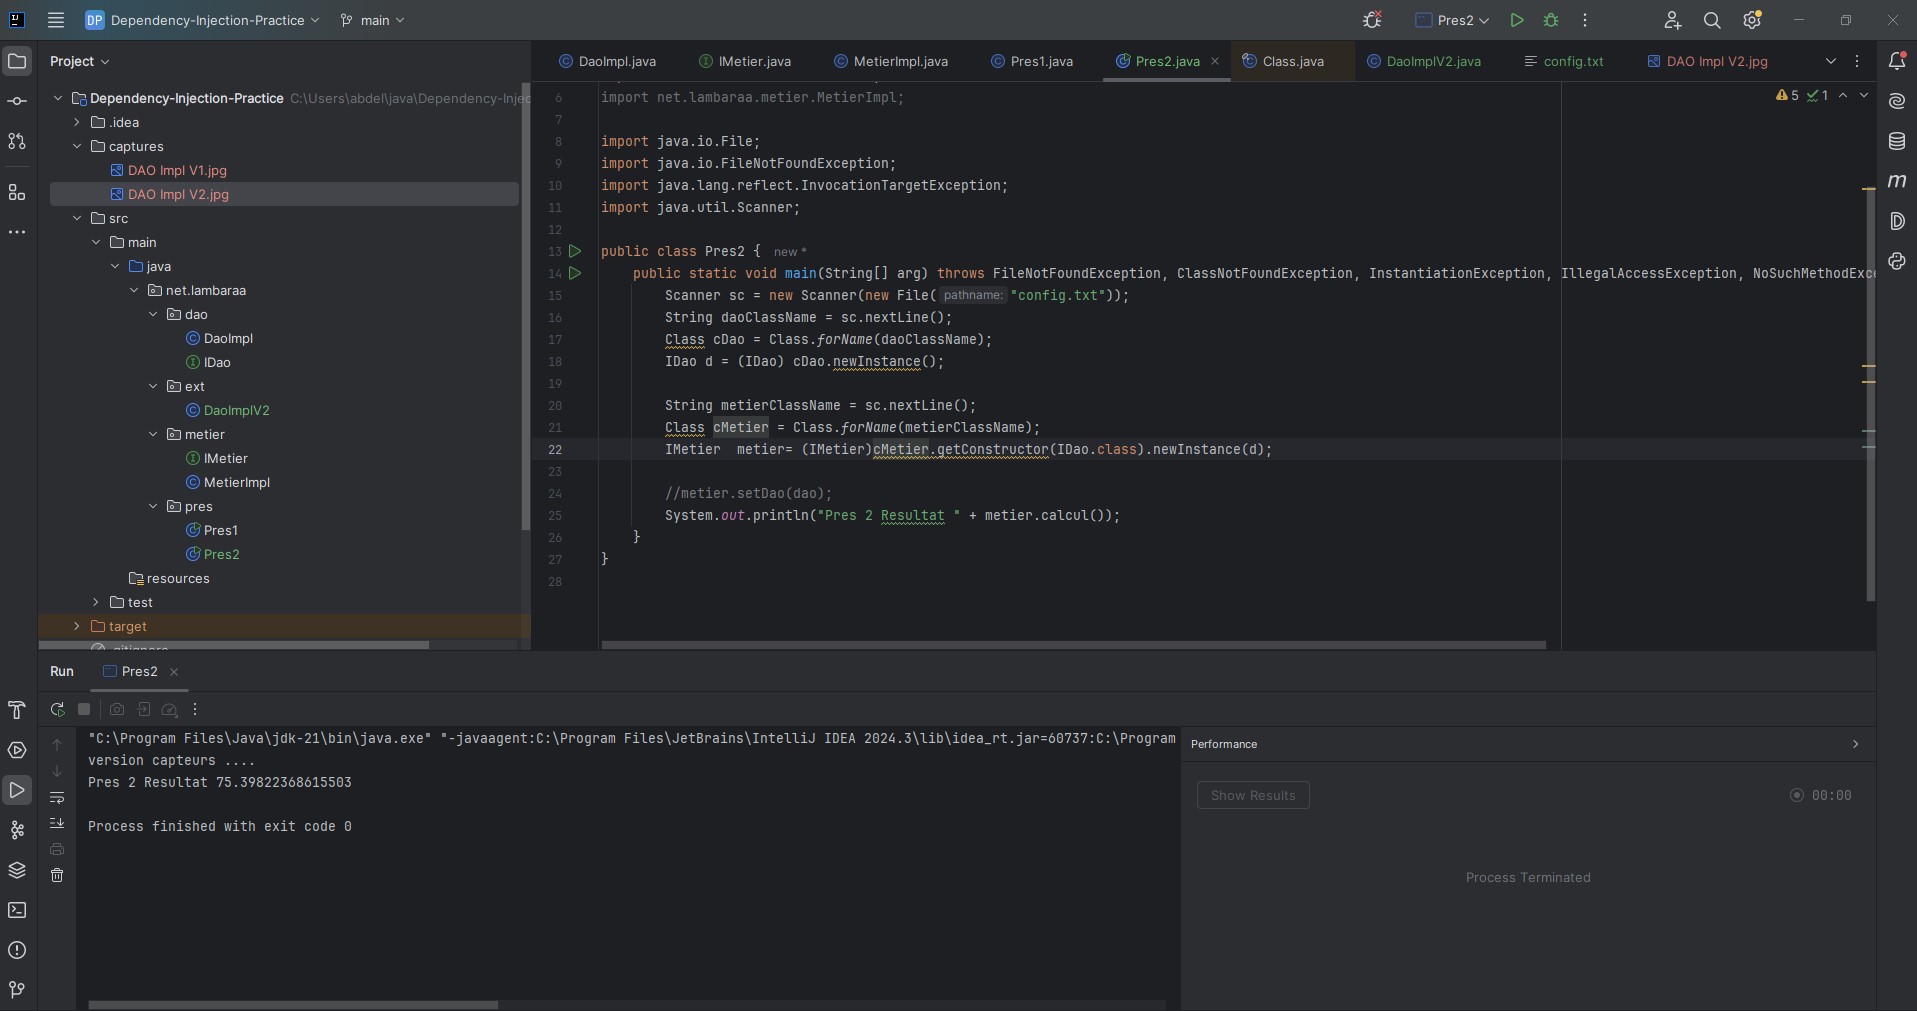 DP Dependency-Injection-Practice main Pres2
Project
Dependency-Injection-Practice C:\Users\abdel\java\Dependency-Injec
.idea
captures
DAO Impl V1.jpg
DAO Impl V2.jpg
src
main
java
net.lambaraa
dao
DaoImpl
IDao
ext
DaoImplV2
metier
IMetier
MetierImpl
pres
Pres1
Pres2
resources
test
target
.gitignore
DaoImpl.java IMetier.java MetierImpl.java Pres1.java Pres2.java Class.java DaoImplV2.java config.txt DAO Impl V2.jpg
5 1
6 import net.lambaraa.metier.MetierImpl;
7
8 import java.io.File;
9 import java.io.FileNotFoundException;
10 import java.lang.reflect.InvocationTargetException;
11 import java.util.Scanner;
12
13 public class Pres2 { new *
14 public static void main(String[] arg) throws FileNotFoundException, ClassNotFoundException, InstantiationException, IllegalAccessException, NoSuchMethodExc
15 Scanner sc = new Scanner(new File( pathname: "config.txt"));
16 String daoClassName = sc.nextLine();
17 Class cDao = Class.forName(daoClassName);
18 IDao d = (IDao) cDao.newInstance();
19
20 String metierClassName = sc.nextLine();
21 Class cMetier = Class.forName(metierClassName);
22 IMetier  metier= (IMetier)cMetier.getConstructor(IDao.class).newInstance(d);
23
24 //metier.setDao(dao);
25 System.out.println("Pres 2 Resultat " + metier.calcul());
26 }
27 }
28
Run Pres2
"C:\Program Files\Java\jdk-21\bin\java.exe" "-javaagent:C:\Program Files\JetBrains\IntelliJ IDEA 2024.3\lib\idea_rt.jar=60737:C:\Program
version capteurs ....
Pres 2 Resultat 75.39822368615503
Process finished with exit code 0
Performance
Show Results 00:00
Process Terminated